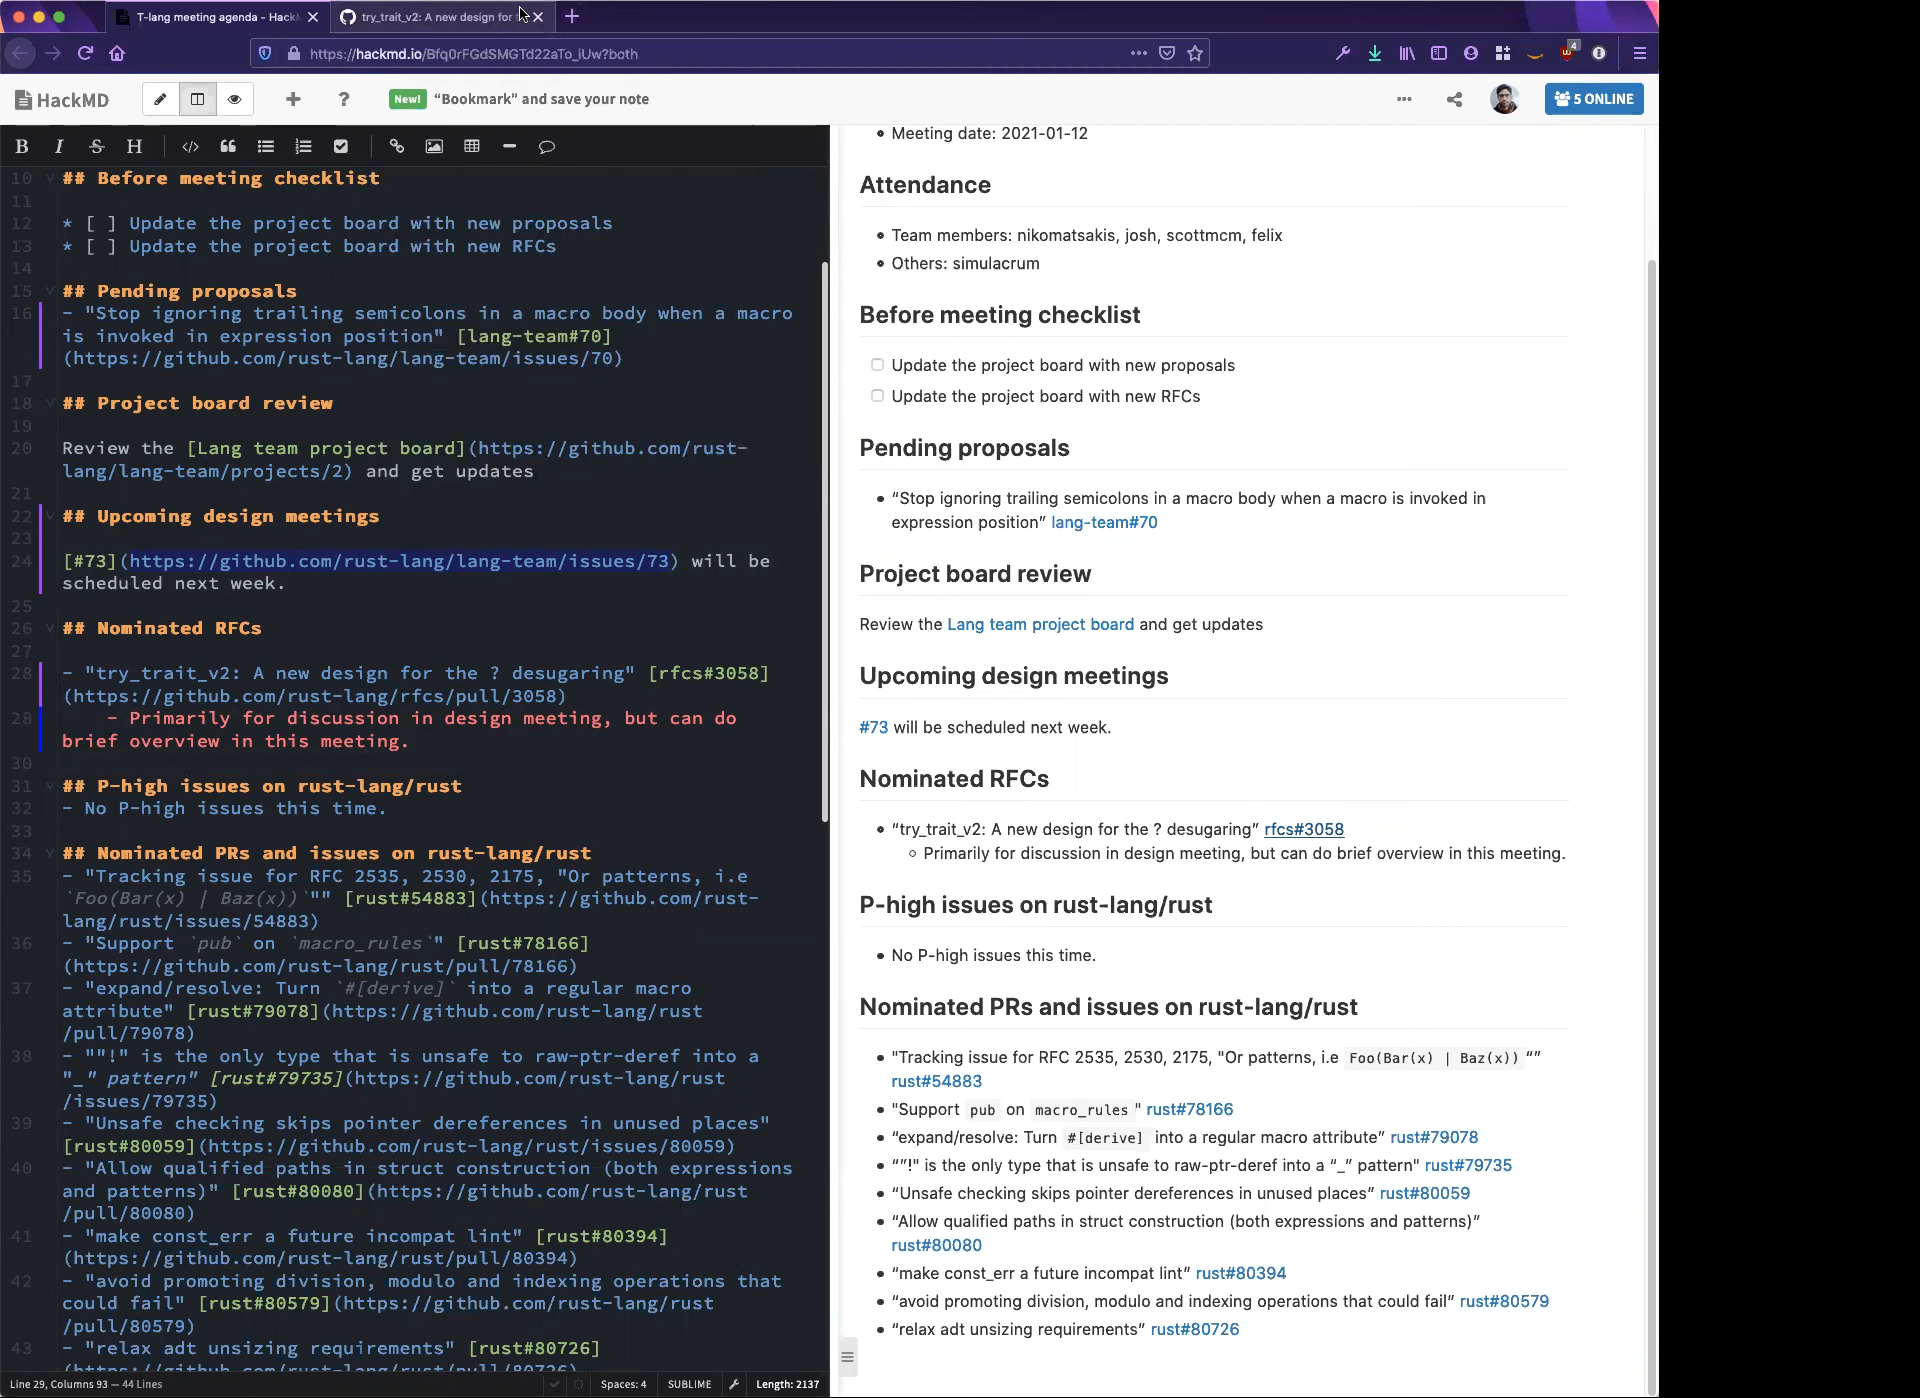 T-lang meeting agenda - Hack
try_trait_v2: A new design for
https://hackmd.io/Bfq0rFGdSMGTd22aTo_iUw?both
4
HackMD
New! “Bookmark” and save your note
5 ONLINE
B I S H
10 ## Before meeting checklist
11
12 * [ ] Update the project board with new proposals
13 * [ ] Update the project board with new RFCs
14
15 ## Pending proposals
16 - "Stop ignoring trailing semicolons in a macro body when a macro
is invoked in expression position" [lang-team#70]
(https://github.com/rust-lang/lang-team/issues/70)
17
18 ## Project board review
19
20 Review the [Lang team project board](https://github.com/rust-
lang/lang-team/projects/2) and get updates
21
22 ## Upcoming design meetings
23
24 [#73](https://github.com/rust-lang/lang-team/issues/73) will be
scheduled next week.
25
26 ## Nominated RFCs
27
28 - "try_trait_v2: A new design for the ? desugaring" [rfcs#3058]
(https://github.com/rust-lang/rfcs/pull/3058)
29 - Primarily for discussion in design meeting, but can do
brief overview in this meeting.
30
31 ## P-high issues on rust-lang/rust
32 - No P-high issues this time.
33
34 ## Nominated PRs and issues on rust-lang/rust
35 - "Tracking issue for RFC 2535, 2530, 2175, "Or patterns, i.e
`Foo(Bar(x) | Baz(x))`"" [rust#54883](https://github.com/rust-
lang/rust/issues/54883)
36 - "Support `pub` on `macro_rules`" [rust#78166]
(https://github.com/rust-lang/rust/pull/78166)
37 - "expand/resolve: Turn `#[derive]` into a regular macro
attribute" [rust#79078](https://github.com/rust-lang/rust
/pull/79078)
38 - ""!" is the only type that is unsafe to raw-ptr-deref into a
"_" pattern" [rust#79735](https://github.com/rust-lang/rust
/issues/79735)
39 - "Unsafe checking skips pointer dereferences in unused places"
[rust#80059](https://github.com/rust-lang/rust/issues/80059)
40 - "Allow qualified paths in struct construction (both expressions
and patterns)" [rust#80080](https://github.com/rust-lang/rust
/pull/80080)
41 - "make const_err a future incompat lint" [rust#80394]
(https://github.com/rust-lang/rust/pull/80394)
42 - "avoid promoting division, modulo and indexing operations that
could fail" [rust#80579](https://github.com/rust-lang/rust
/pull/80579)
43 - "relax adt unsizing requirements" [rust#80726]
(https://github.com/rust-lang/rust/pull/80726)
Line 29, Columns 93 — 44 Lines
Spaces: 4 SUBLIME Length: 2137
• Meeting date: 2021-01-12
Attendance
• Team members: nikomatsakis, josh, scottmcm, felix
• Others: simulacrum
Before meeting checklist
Update the project board with new proposals
Update the project board with new RFCs
Pending proposals
• “Stop ignoring trailing semicolons in a macro body when a macro is invoked in
expression position” lang-team#70
Project board review
Review the Lang team project board and get updates
Upcoming design meetings
#73 will be scheduled next week.
Nominated RFCs
• “try_trait_v2: A new design for the ? desugaring” rfcs#3058
◦ Primarily for discussion in design meeting, but can do brief overview in this meeting.
P-high issues on rust-lang/rust
• No P-high issues this time.
Nominated PRs and issues on rust-lang/rust
• "Tracking issue for RFC 2535, 2530, 2175, "Or patterns, i.e Foo(Bar(x) | Baz(x)) “”
rust#54883
• "Support pub on macro_rules " rust#78166
• “expand/resolve: Turn #[derive] into a regular macro attribute” rust#79078
• “”!" is the only type that is unsafe to raw-ptr-deref into a “_” pattern" rust#79735
• “Unsafe checking skips pointer dereferences in unused places” rust#80059
• “Allow qualified paths in struct construction (both expressions and patterns)”
rust#80080
• “make const_err a future incompat lint” rust#80394
• “avoid promoting division, modulo and indexing operations that could fail” rust#80579
• “relax adt unsizing requirements” rust#80726